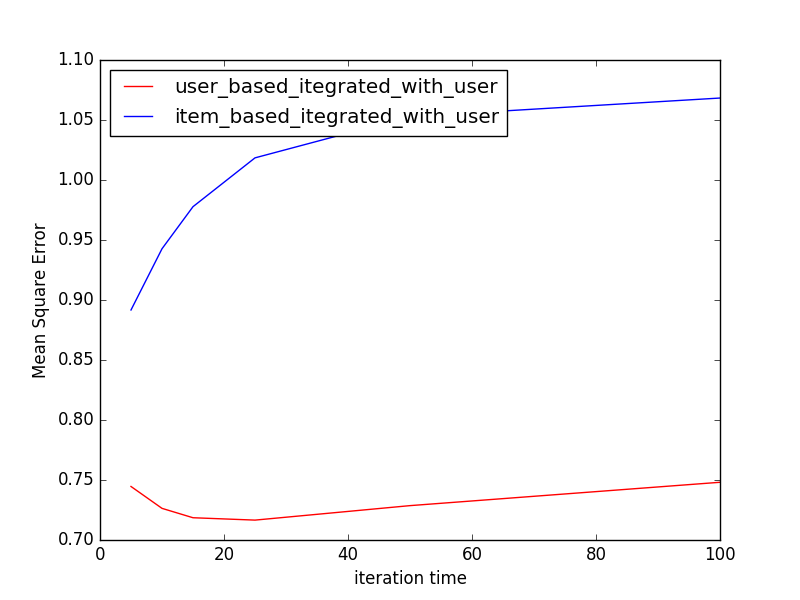 1.10
1.05
1.00
0.95
0.90
0.85
0.80
0.75
0.70
Mean Square Error
user_based_itegrated_with_user
item_based_itegrated_with_user
0 20 40 60 80 100
iteration time